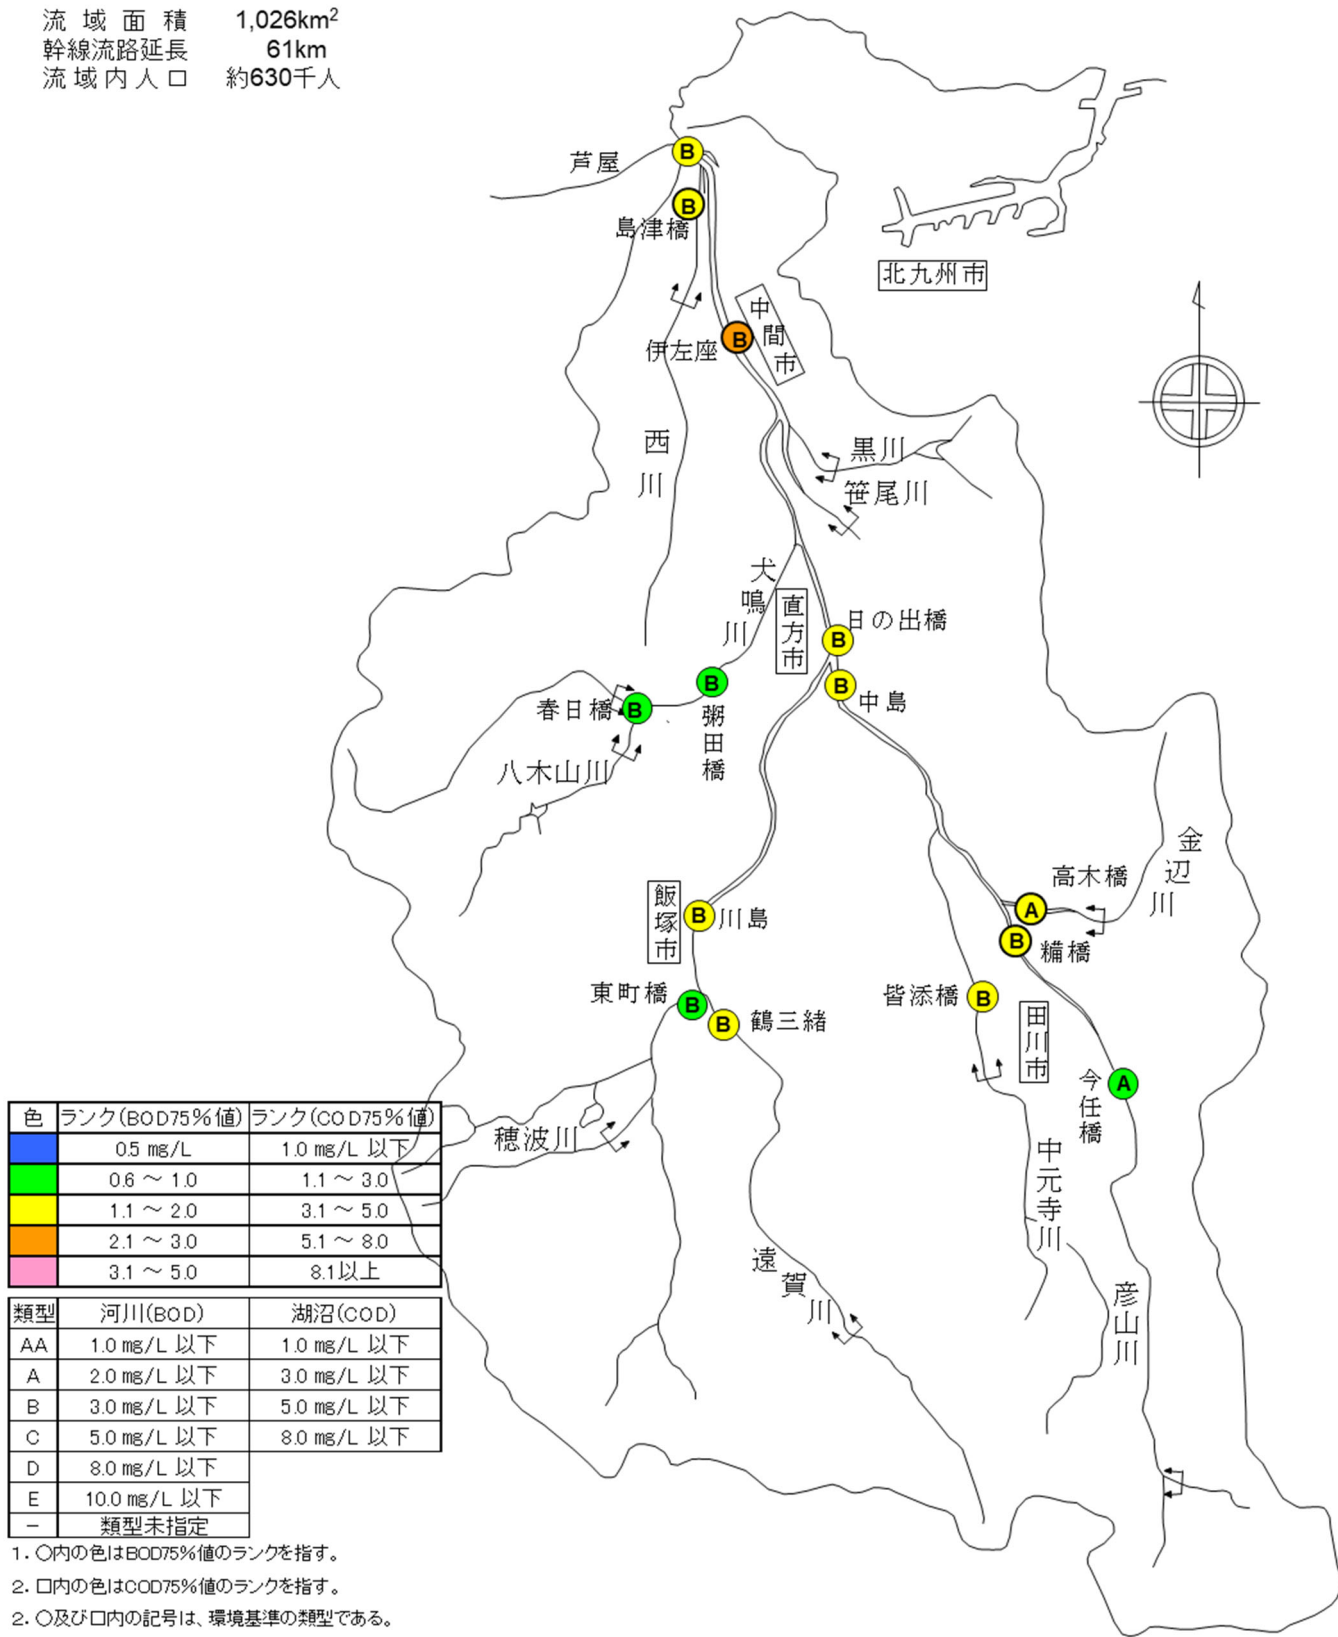 流域面積 1,026km²
幹線流路延長 61km
流域内人口 約630千人
芦屋
B
B
島津橋
北九州市
中間市
B
伊左座
西川
黒川
笹尾川
犬鳴川
直方市
日の出橋
B
B
中島
B
春日橋
B
粥田橋
八木山川
金辺川
高木橋
A
飯塚市
B
川島
B
糒橋
東町橋
B
B
鶴三緒
皆添橋
B
田川市
今任橋
A
穂波川
中元寺川
遠賀川
彦山川
色 ランク(BOD75%値) ランク(COD75%値)
0.5 mg/L 1.0 mg/L 以下
0.6 ～ 1.0 1.1 ～ 3.0
1.1 ～ 2.0 3.1 ～ 5.0
2.1 ～ 3.0 5.1 ～ 8.0
3.1 ～ 5.0 8.1以上
類型 河川(BOD) 湖沼(COD)
AA 1.0 mg/L 以下 1.0 mg/L 以下
A 2.0 mg/L 以下 3.0 mg/L 以下
B 3.0 mg/L 以下 5.0 mg/L 以下
C 5.0 mg/L 以下 8.0 mg/L 以下
D 8.0 mg/L 以下
E 10.0 mg/L 以下
－ 類型未指定
1. ○内の色はBOD75%値のランクを指す。
2. □内の色はCOD75%値のランクを指す。
2. ○及び□内の記号は、環境基準の類型である。